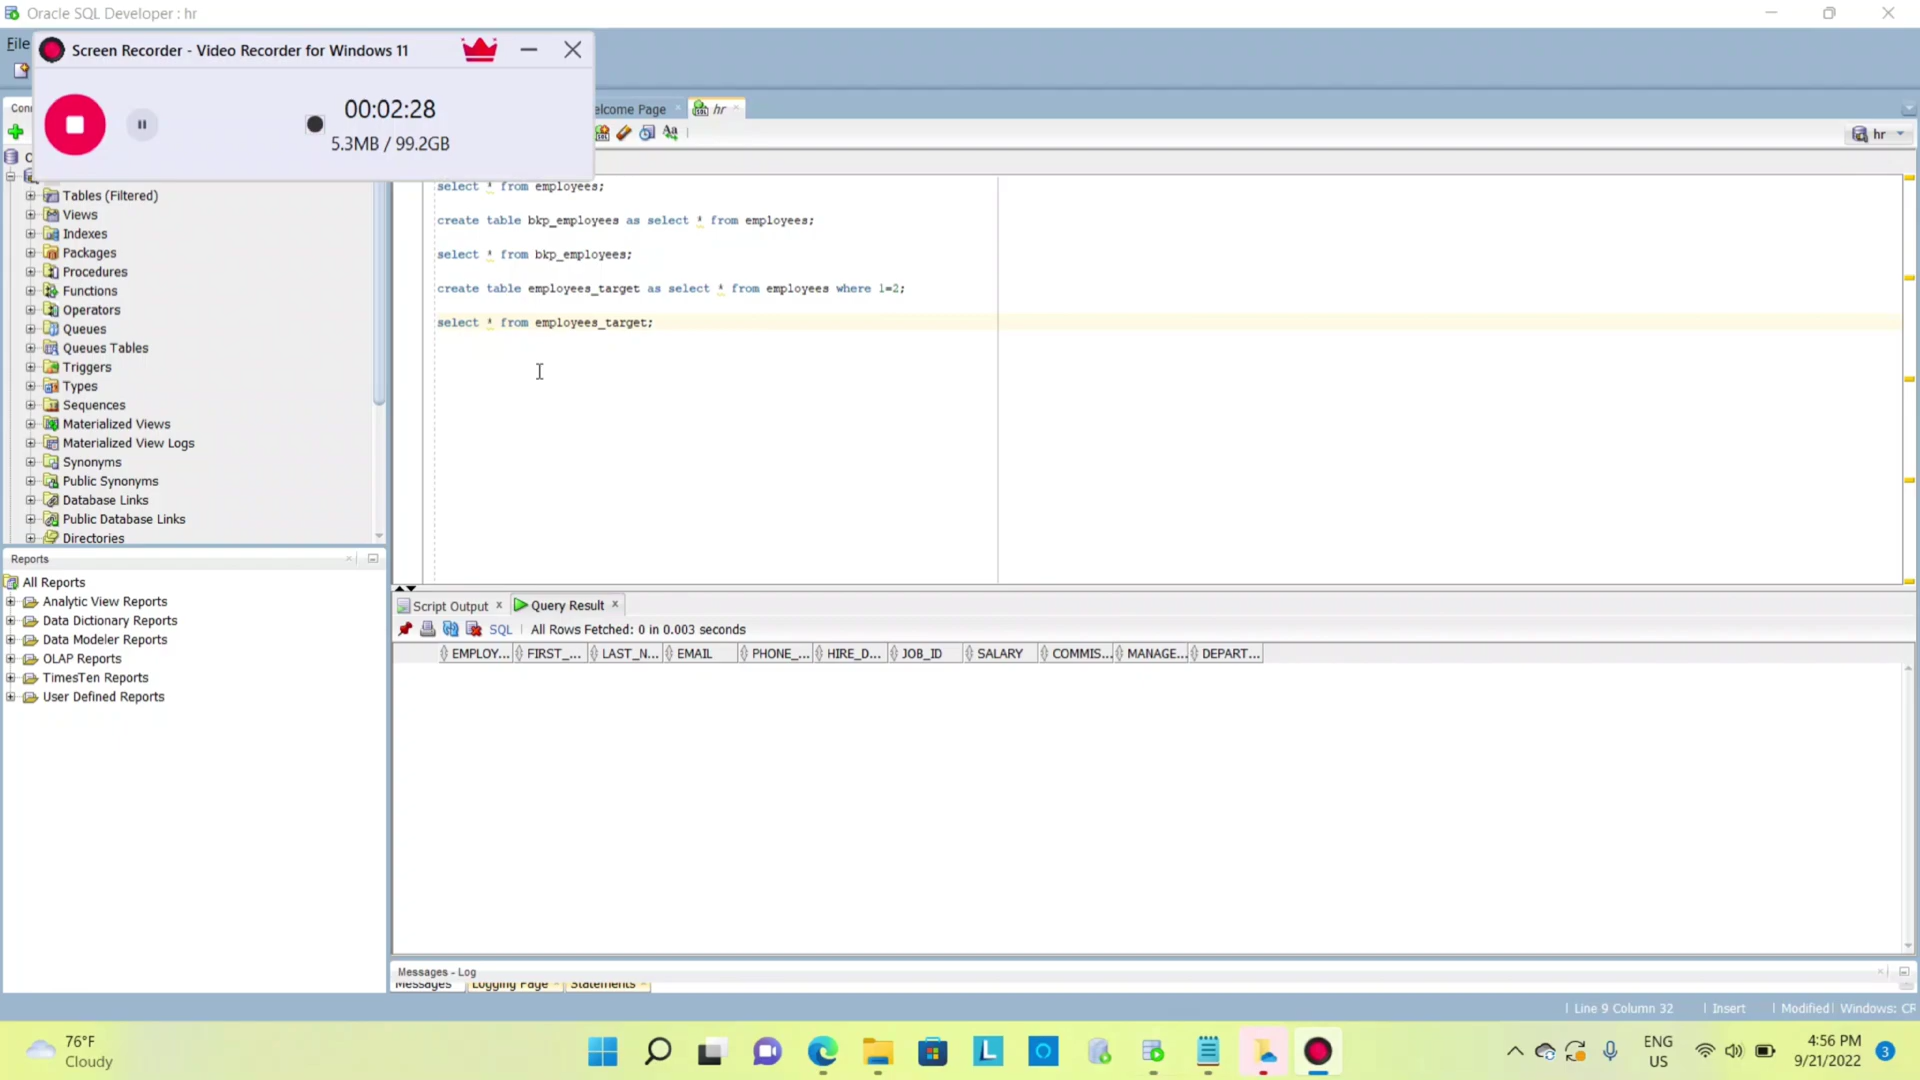 Oracle SQL Developer : hr
File
Screen Recorder - Video Recorder for Windows 11
00:02:28
5.3MB / 99.2GB
elcome Page
hr
hr
Tables (Filtered)
Views
Indexes
Packages
Procedures
Functions
Operators
Queues
Queues Tables
Triggers
Types
Sequences
Materialized Views
Materialized View Logs
Synonyms
Public Synonyms
Database Links
Public Database Links
Directories
select * from employees;
create table bkp_employees as select * from employees;
select * from bkp_employees;
create table employees_target as select * from employees where 1=2;
select * from employees_target;
Reports
All Reports
Analytic View Reports
Data Dictionary Reports
Data Modeler Reports
OLAP Reports
TimesTen Reports
User Defined Reports
Script Output
Query Result
SQL
All Rows Fetched: 0 in 0.003 seconds
EMPLOY... FIRST_... LAST_N... EMAIL PHONE_... HIRE_D... JOB_ID SALARY COMMIS... MANAGE... DEPART...
Messages - Log
Messages Logging Page Statements
Line 9 Column 32 Insert Modified Windows: CF
76°F
Cloudy
ENG
US
4:56 PM
9/21/2022
3